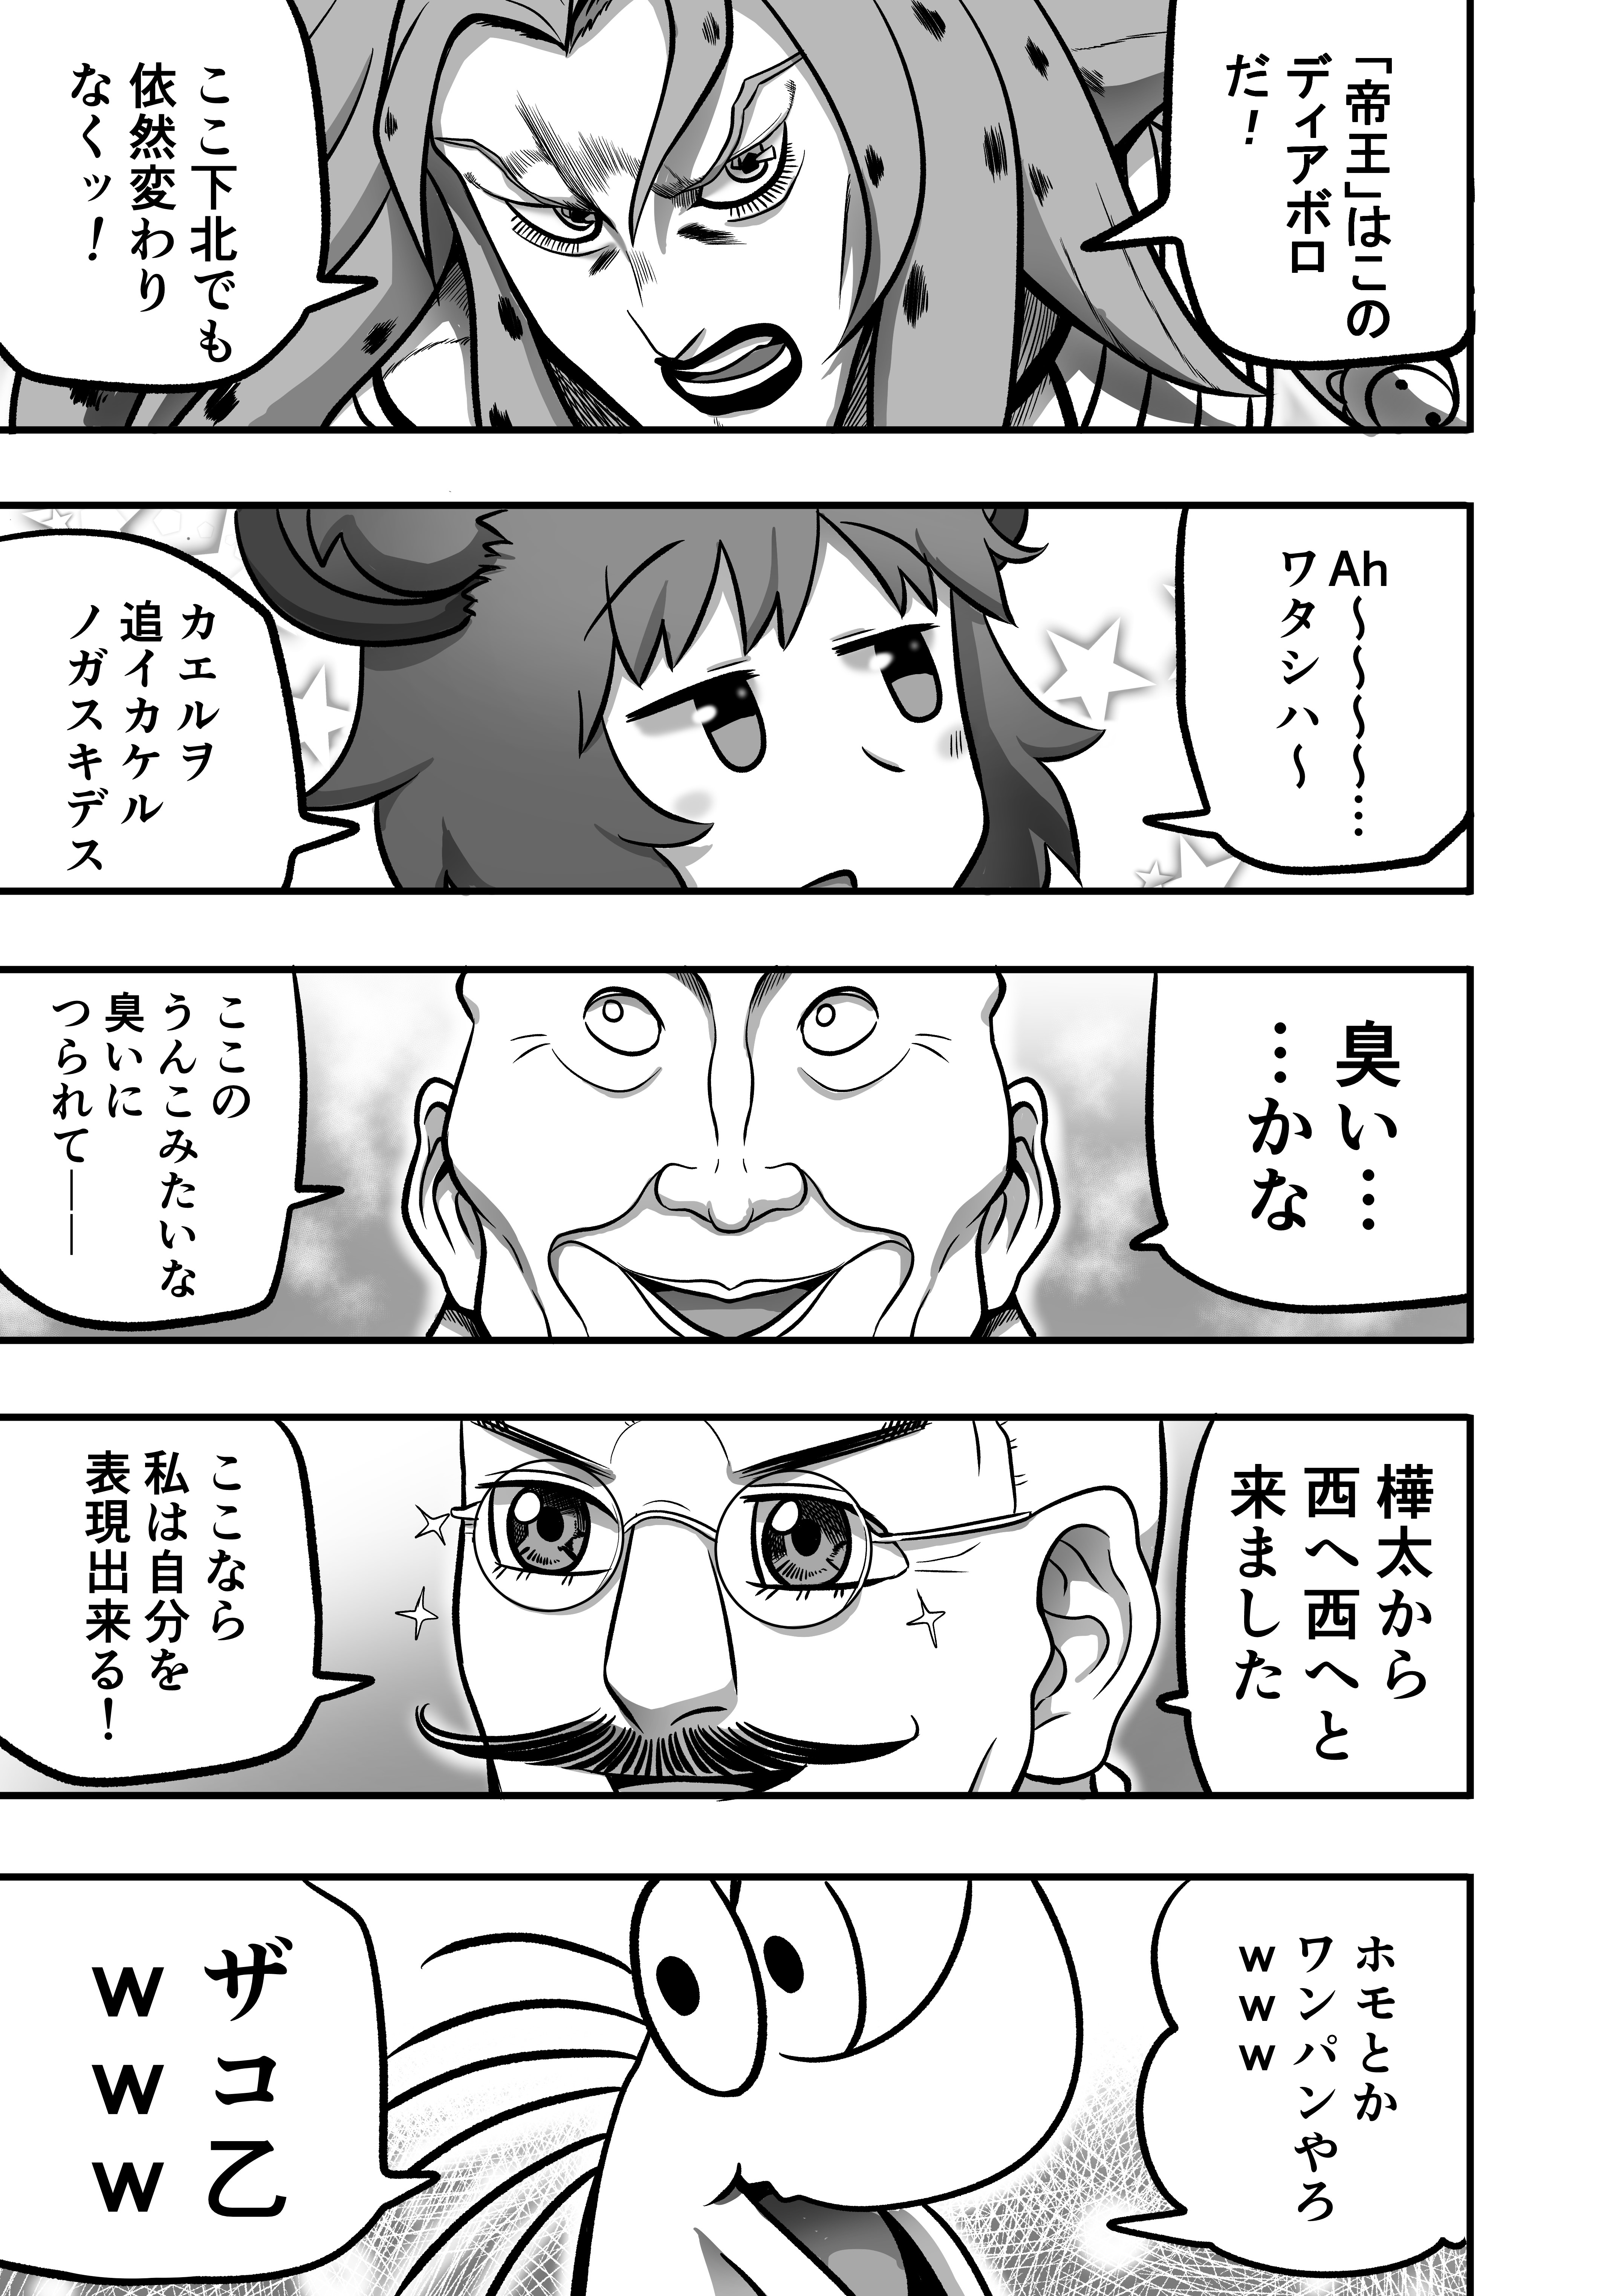 「帝王」はこの
ディアボロ
だ！
ここ下北でも
依然変わり
なくッ！
Ah～～～～…
ワタシハ～
カエルヲ
追イカケル
ノガスキデス
臭い…
…かな
ここの
うんこみたいな
臭いに
つられて――
樺太から
西へ西へと
来ました
ここなら
私は自分を
表現出来る！
ホモとか
ワンパンやろ
ｗｗｗ
ザコ乙
ｗｗｗ